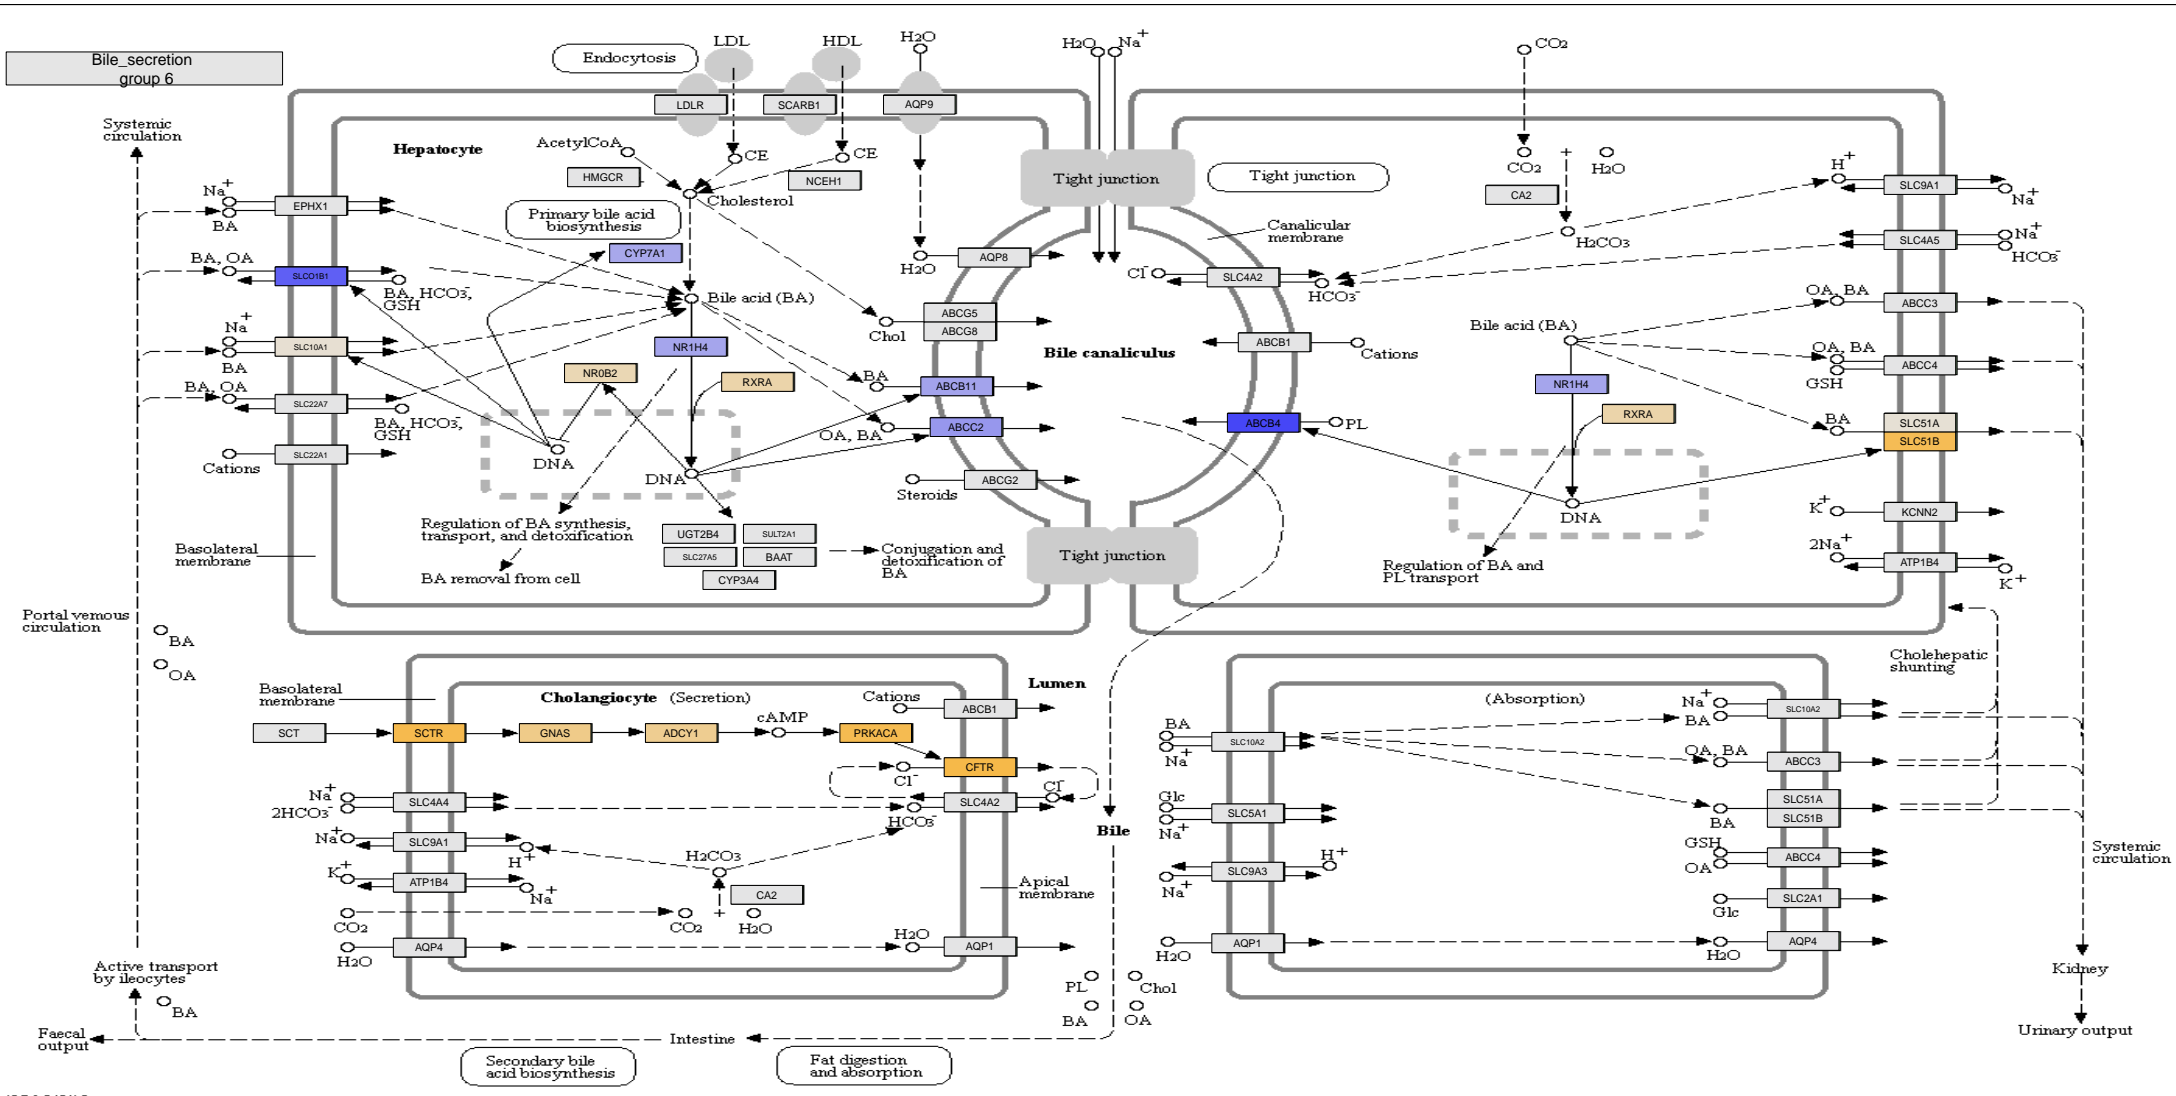 Bile_secretion
group 6
Endocytosis
LDL
HDL
H2O
H2O
Na+
CO2
LDLR
SCARB1
AQP9
Systemic
circulation
Hepatocyte
AcetylCoA
CE
CE
HMGCR
NCEH1
Cholesterol
Tight junction
Tight junction
CO2
+
H2O
CA2
H2CO3
H+
SLC9A1
Na+
Na+
BA
EPHX1
Primary bile acid
biosynthesis
CYP7A1
H2O
AQP8
Canalicular
membrane
SLC4A5
Na+
HCO3-
BA, OA
SLCO1B1
BA, HCO3-,
GSH
Bile acid (BA)
Cl-
SLC4A2
HCO3-
OA, BA
ABCC3
Na+
BA
SLC10A1
NR1H4
Chol
ABCG5
ABCG8
Bile canaliculus
ABCB1
Cations
Bile acid (BA)
OA, BA
GSH
ABCC4
NR0B2
RXRA
BA
ABCB11
NR1H4
RXRA
BA, OA
SLC22A7
BA, HCO3-,
GSH
OA, BA
ABCC2
ABCB4
PL
BA
SLC51A
SLC51B
Cations
SLC22A1
DNA
DNA
Steroids
ABCG2
DNA
K+
KCNN2
Regulation of BA synthesis,
transport, and detoxification
UGT2B4
SULT2A1
SLC27A5
BAAT
CYP3A4
Conjugation and
detoxification of
BA
Tight junction
Regulation of BA and
PL transport
2Na+
ATP1B4
K+
Basolateral
membrane
BA removal from cell
Portal venous
circulation
BA
OA
Cholehepatic
shunting
Basolateral
membrane
Cholangiocyte (Secretion)
Cations
ABCB1
Lumen
SCT
SCTR
GNAS
ADCY1
cAMP
PRKACA
Cl-
CFTR
Cl-
Na+
2HCO3-
SLC4A4
HCO3-
SLC4A2
Na+
SLC9A1
H+
H2CO3
K+
ATP1B4
Na+
CA2
CO2
CO2
+
H2O
H2O
AQP4
H2O
AQP1
Apical
membrane
Bile
(Absorption)
BA
Na+
SLC10A2
Na+
BA
SLC10A2
OA, BA
ABCC3
Glc
Na+
SLC5A1
BA
SLC51A
SLC51B
Na+
SLC9A3
H+
GSH
OA
ABCC4
Glc
SLC2A1
H2O
AQP1
H2O
AQP4
Systemic
circulation
Active transport
by ileocytes
BA
PL
Chol
BA
OA
Kidney
Faecal
output
Intestine
Urinary output
Secondary bile
acid biosynthesis
Fat digestion
and absorption